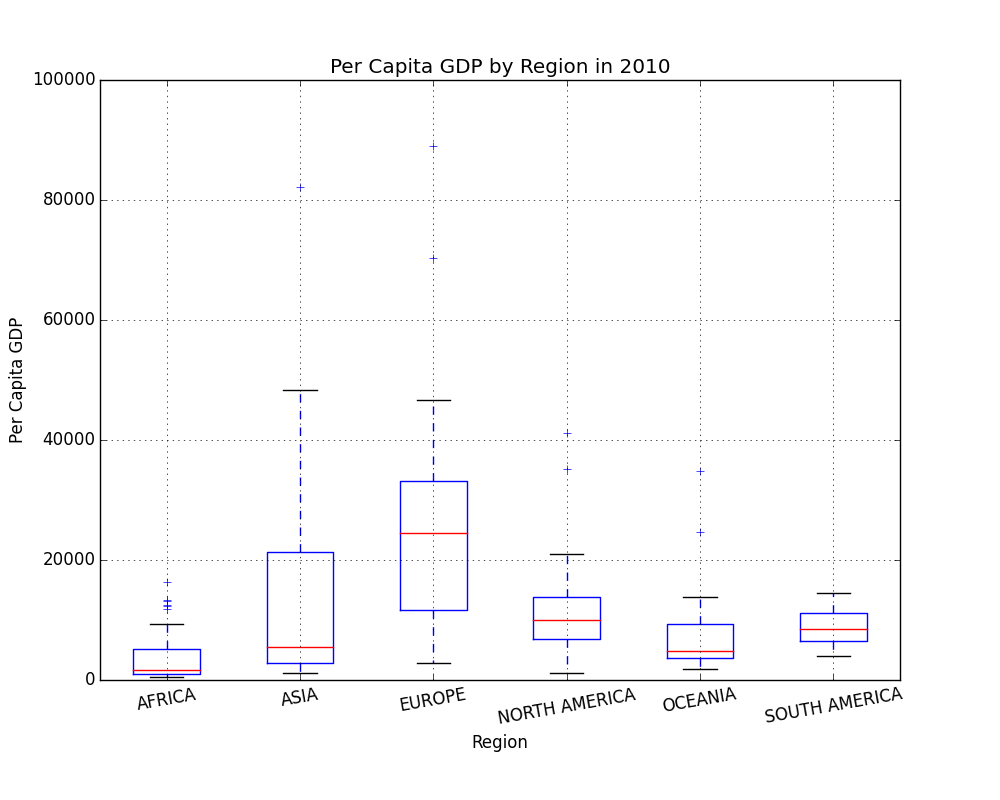 Per Capita GDP by Region in 2010
100000
80000
60000
40000
20000
0
Per Capita GDP
AFRICA
ASIA
EUROPE
NORTH AMERICA
OCEANIA
SOUTH AMERICA
Region